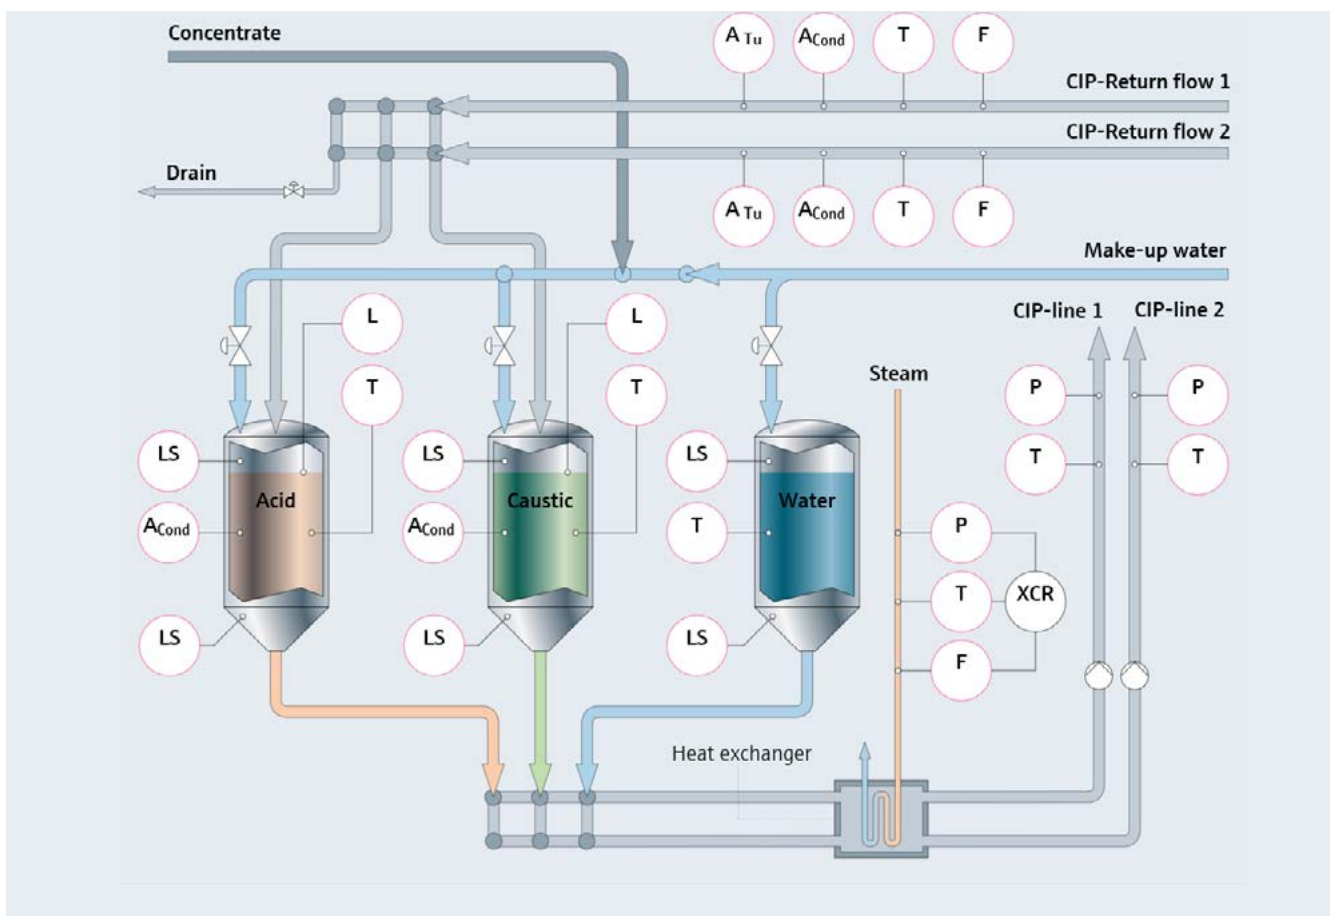 Concentrate
A Tu
ACond
T
F
CIP-Return flow 1
CIP-Return flow 2
Drain
A Tu
ACond
T
F
Make-up water
L
L
CIP-line 1
CIP-line 2
T
T
Steam
P
P
LS
LS
LS
T
T
Acid
Caustic
Water
ACond
ACond
T
P
T
XCR
LS
LS
LS
F
Heat exchanger